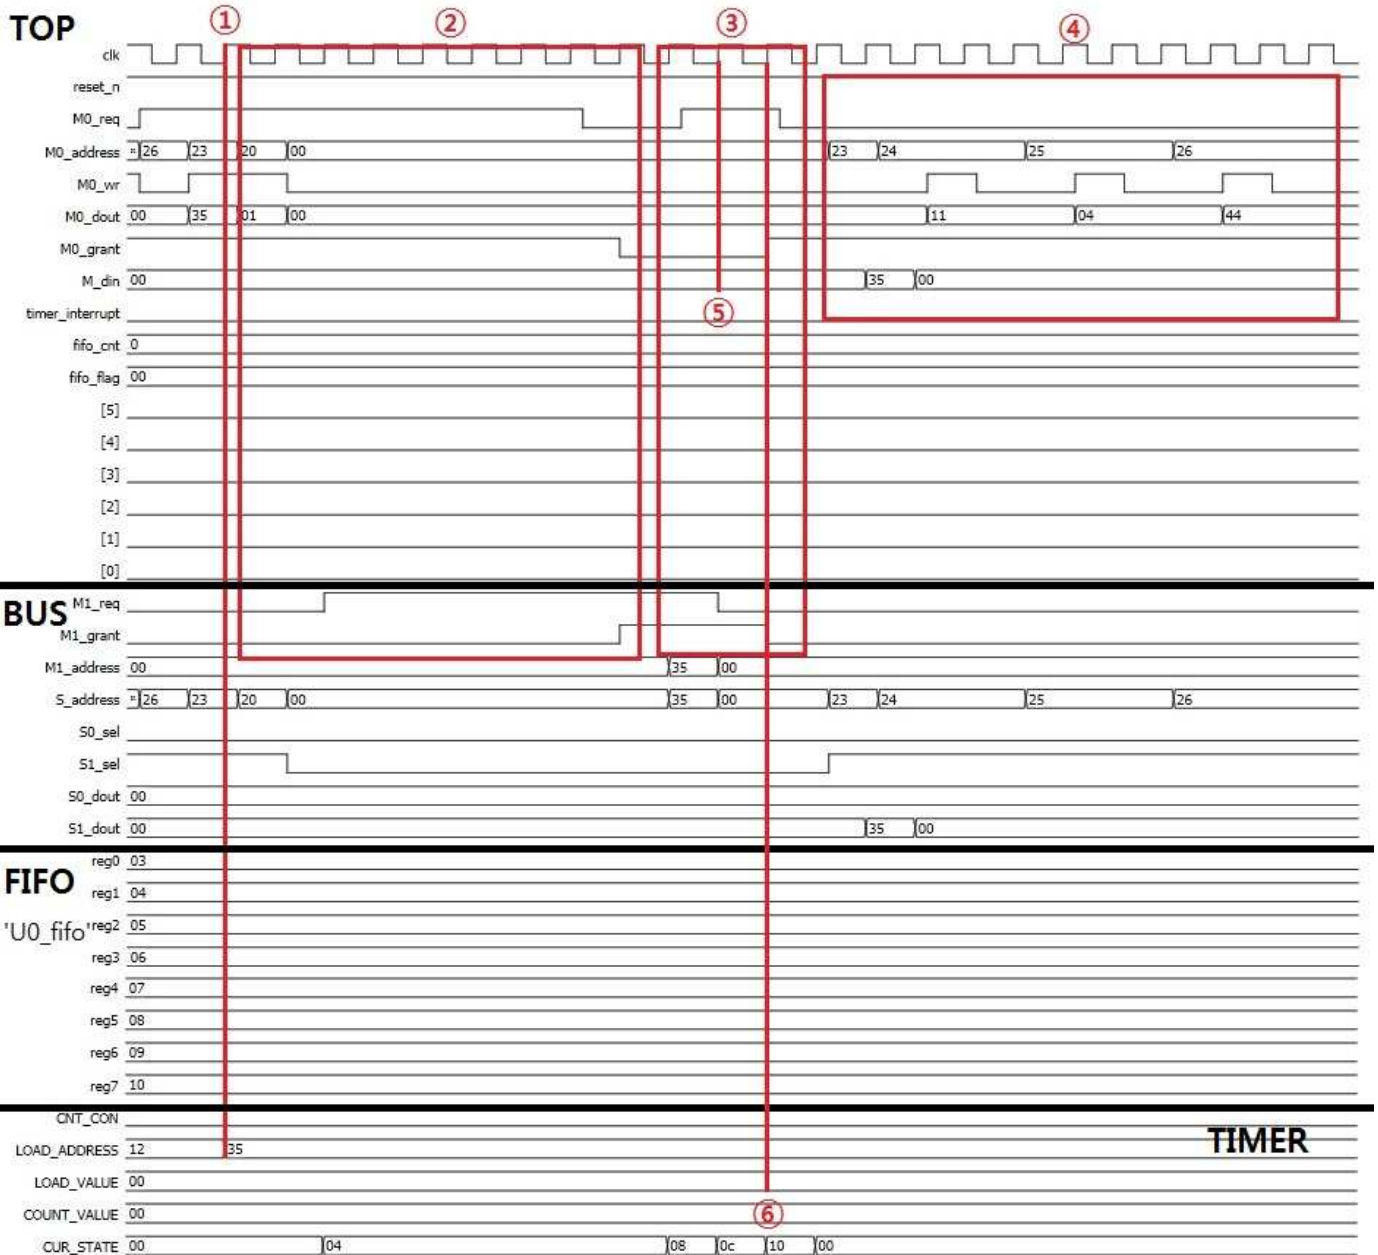 ① ② ③ ④
TOP
clk
reset_n
M0_req
M0_address 26 23 20 00 23 24 25 26
M0_wr
M0_dout 00 35 01 00 11 04 44
M0_grant
M_din 00 35 00
⑤
timer_interrupt
fifo_cnt 0
fifo_flag 00
[5]
[4]
[3]
[2]
[1]
[0]
BUS M1_req
M1_grant
M1_address 00 35 00
S_address 26 23 20 00 35 00 23 24 25 26
S0_sel
S1_sel
S0_dout 00
S1_dout 00 35 00
reg0 03
FIFO reg1 04
'U0_fifo' reg2 05
reg3 06
reg4 07
reg5 08
reg6 09
reg7 10
CNT_CON
TIMER
LOAD_ADDRESS 12 35
LOAD_VALUE 00
COUNT_VALUE 00 ⑥
CUR_STATE 00 04 08 0c 10 00